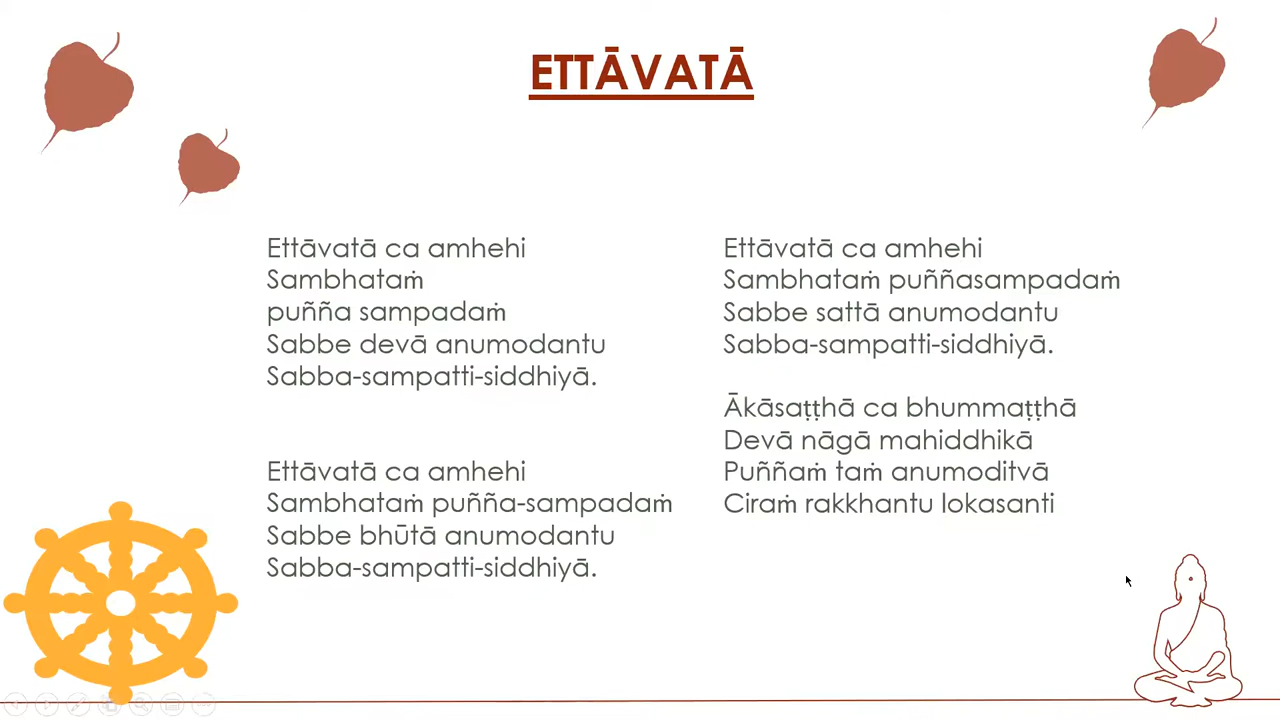 ETTĀVATĀ
Ettāvatā ca amhehi
Sambhataṁ
puñña sampadaṁ
Sabbe devā anumodantu
Sabba-sampatti-siddhiyā.
Ettāvatā ca amhehi
Sambhataṁ puñña-sampadaṁ
Sabbe bhūtā anumodantu
Sabba-sampatti-siddhiyā.
Ettāvatā ca amhehi
Sambhataṁ puññasampadaṁ
Sabbe sattā anumodantu
Sabba-sampatti-siddhiyā.
Ākāsaṭṭhā ca bhummaṭṭhā
Devā nāgā mahiddhikā
Puññaṁ taṁ anumoditvā
Ciraṁ rakkhantu lokasanti